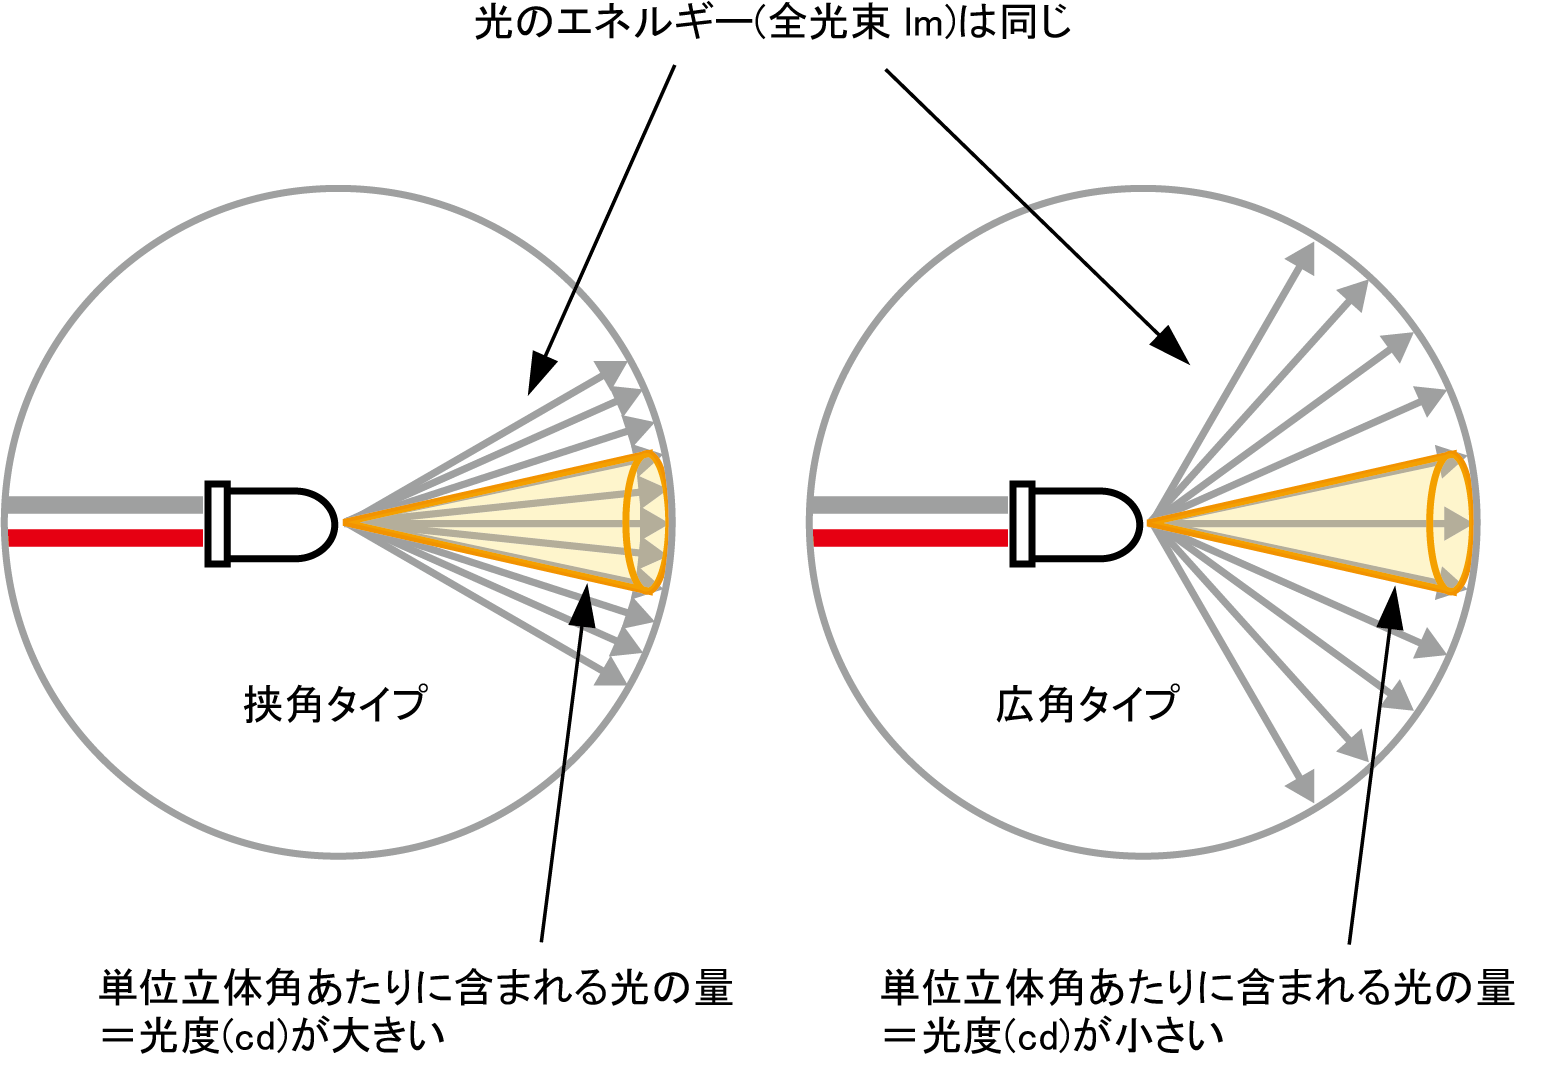 光のエネルギー(全光束 lm)は同じ
挟角タイプ
広角タイプ
単位立体角あたりに含まれる光の量
＝光度(cd)が大きい
単位立体角あたりに含まれる光の量
＝光度(cd)が小さい